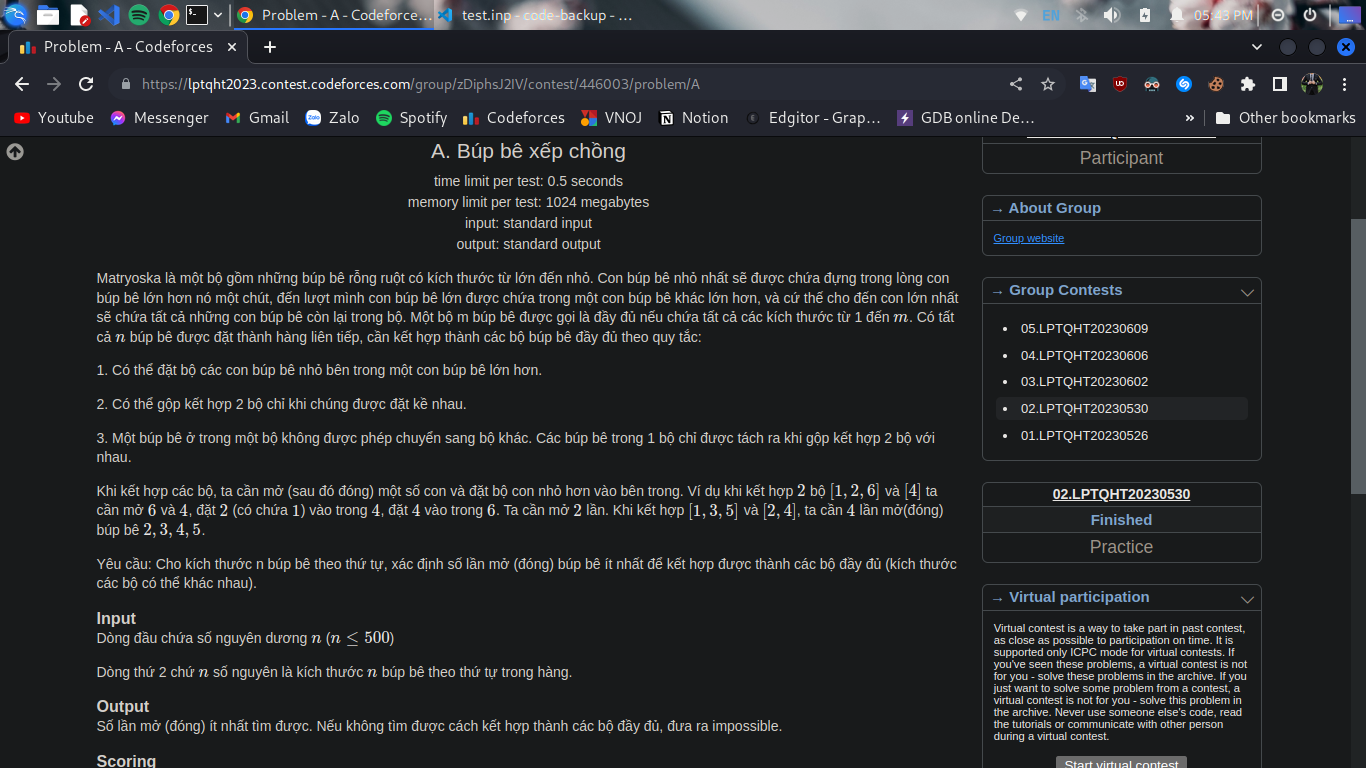 Problem - A - Codeforce…
test.inp - code-backup - …
EN
05:43 PM
Problem - A - Codeforces
https://lptqht2023.contest.codeforces.com/group/zDiphsJ2IV/contest/446003/problem/A
Youtube
Messenger
Gmail
Zalo
Spotify
Codeforces
VNOJ
Notion
Edgitor - Grap…
GDB online De…
»
Other bookmarks
A. Búp bê xếp chồng
time limit per test: 0.5 seconds
memory limit per test: 1024 megabytes
input: standard input
output: standard output
Matryoska là một bộ gồm những búp bê rỗng ruột có kích thước từ lớn đến nhỏ. Con búp bê nhỏ nhất sẽ được chứa đựng trong lòng con
búp bê lớn hơn nó một chút, đến lượt mình con búp bê lớn được chứa trong một con búp bê khác lớn hơn, và cứ thế cho đến con lớn nhất
sẽ chứa tất cả những con búp bê còn lại trong bộ. Một bộ m búp bê được gọi là đầy đủ nếu chứa tất cả các kích thước từ 1 đến m. Có tất
cả n búp bê được đặt thành hàng liên tiếp, cần kết hợp thành các bộ búp bê đầy đủ theo quy tắc:
1. Có thể đặt bộ các con búp bê nhỏ bên trong một con búp bê lớn hơn.
2. Có thể gộp kết hợp 2 bộ chỉ khi chúng được đặt kề nhau.
3. Một búp bê ở trong một bộ không được phép chuyển sang bộ khác. Các búp bê trong 1 bộ chỉ được tách ra khi gộp kết hợp 2 bộ với
nhau.
Khi kết hợp các bộ, ta cần mở (sau đó đóng) một số con và đặt bộ con nhỏ hơn vào bên trong. Ví dụ khi kết hợp 2 bộ [1, 2, 6] và [4] ta
cần mở 6 và 4, đặt 2 (có chứa 1) vào trong 4, đặt 4 vào trong 6. Ta cần mở 2 lần. Khi kết hợp [1, 3, 5] và [2, 4], ta cần 4 lần mở(đóng)
búp bê 2, 3, 4, 5.
Yêu cầu: Cho kích thước n búp bê theo thứ tự, xác định số lần mở (đóng) búp bê ít nhất để kết hợp được thành các bộ đầy đủ (kích thước
các bộ có thể khác nhau).
Input
Dòng đầu chứa số nguyên dương n (n ≤ 500)
Dòng thứ 2 chứ n số nguyên là kích thước n búp bê theo thứ tự trong hàng.
Output
Số lần mở (đóng) ít nhất tìm được. Nếu không tìm được cách kết hợp thành các bộ đầy đủ, đưa ra impossible.
Scoring
Participant
→ About Group
Group website
→ Group Contests
• 05.LPTQHT20230609
• 04.LPTQHT20230606
• 03.LPTQHT20230602
• 02.LPTQHT20230530
• 01.LPTQHT20230526
02.LPTQHT20230530
Finished
Practice
→ Virtual participation
Virtual contest is a way to take part in past contest,
as close as possible to participation on time. It is
supported only ICPC mode for virtual contests. If
you've seen these problems, a virtual contest is not
for you - solve these problems in the archive. If you
just want to solve some problem from a contest, a
virtual contest is not for you - solve this problem in
the archive. Never use someone else's code, read
the tutorials or communicate with other person
during a virtual contest.
Start virtual contest